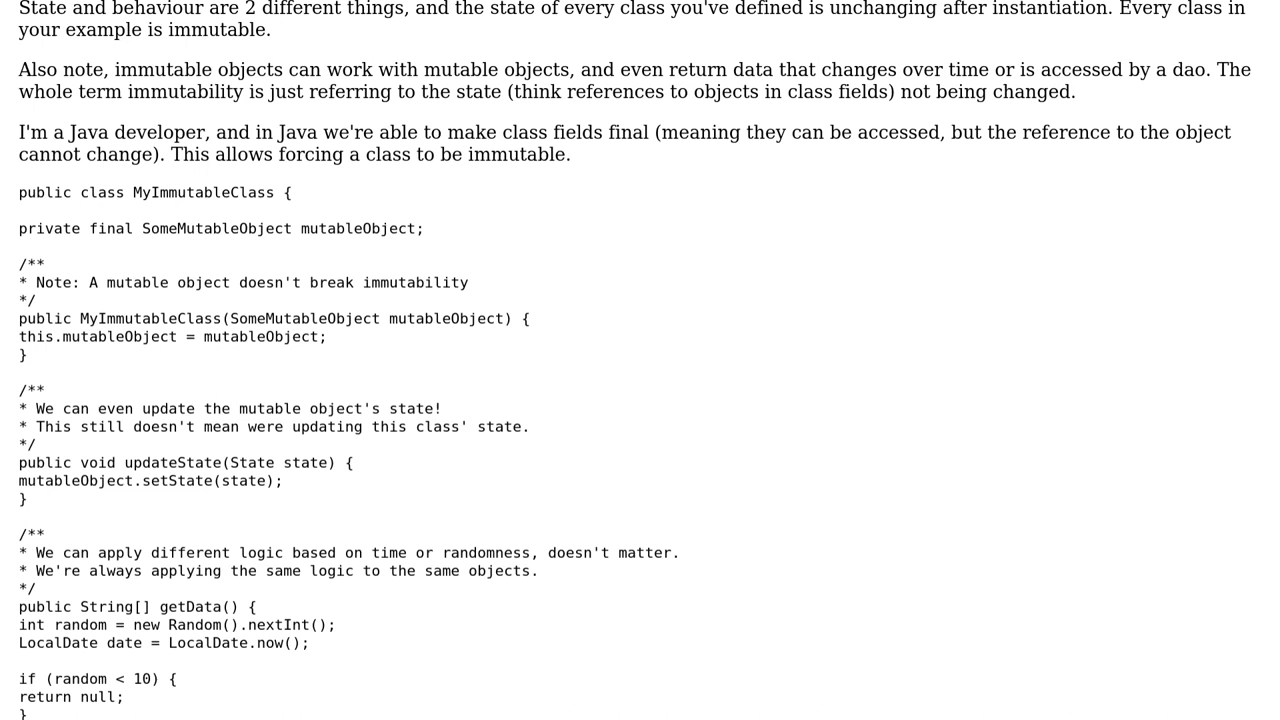 State and behaviour are 2 different things, and the state of every class you've defined is unchanging after instantiation. Every class in
your example is immutable.
Also note, immutable objects can work with mutable objects, and even return data that changes over time or is accessed by a dao. The
whole term immutability is just referring to the state (think references to objects in class fields) not being changed.
I'm a Java developer, and in Java we're able to make class fields final (meaning they can be accessed, but the reference to the object
cannot change). This allows forcing a class to be immutable.
public class MyImmutableClass {
private final SomeMutableObject mutableObject;
/**
* Note: A mutable object doesn't break immutability
*/
public MyImmutableClass(SomeMutableObject mutableObject) {
this.mutableObject = mutableObject;
}
/**
* We can even update the mutable object's state!
* This still doesn't mean were updating this class' state.
*/
public void updateState(State state) {
mutableObject.setState(state);
}
/**
* We can apply different logic based on time or randomness, doesn't matter.
* We're always applying the same logic to the same objects.
*/
public String[] getData() {
int random = new Random().nextInt();
LocalDate date = LocalDate.now();
if (random < 10) {
return null;
}